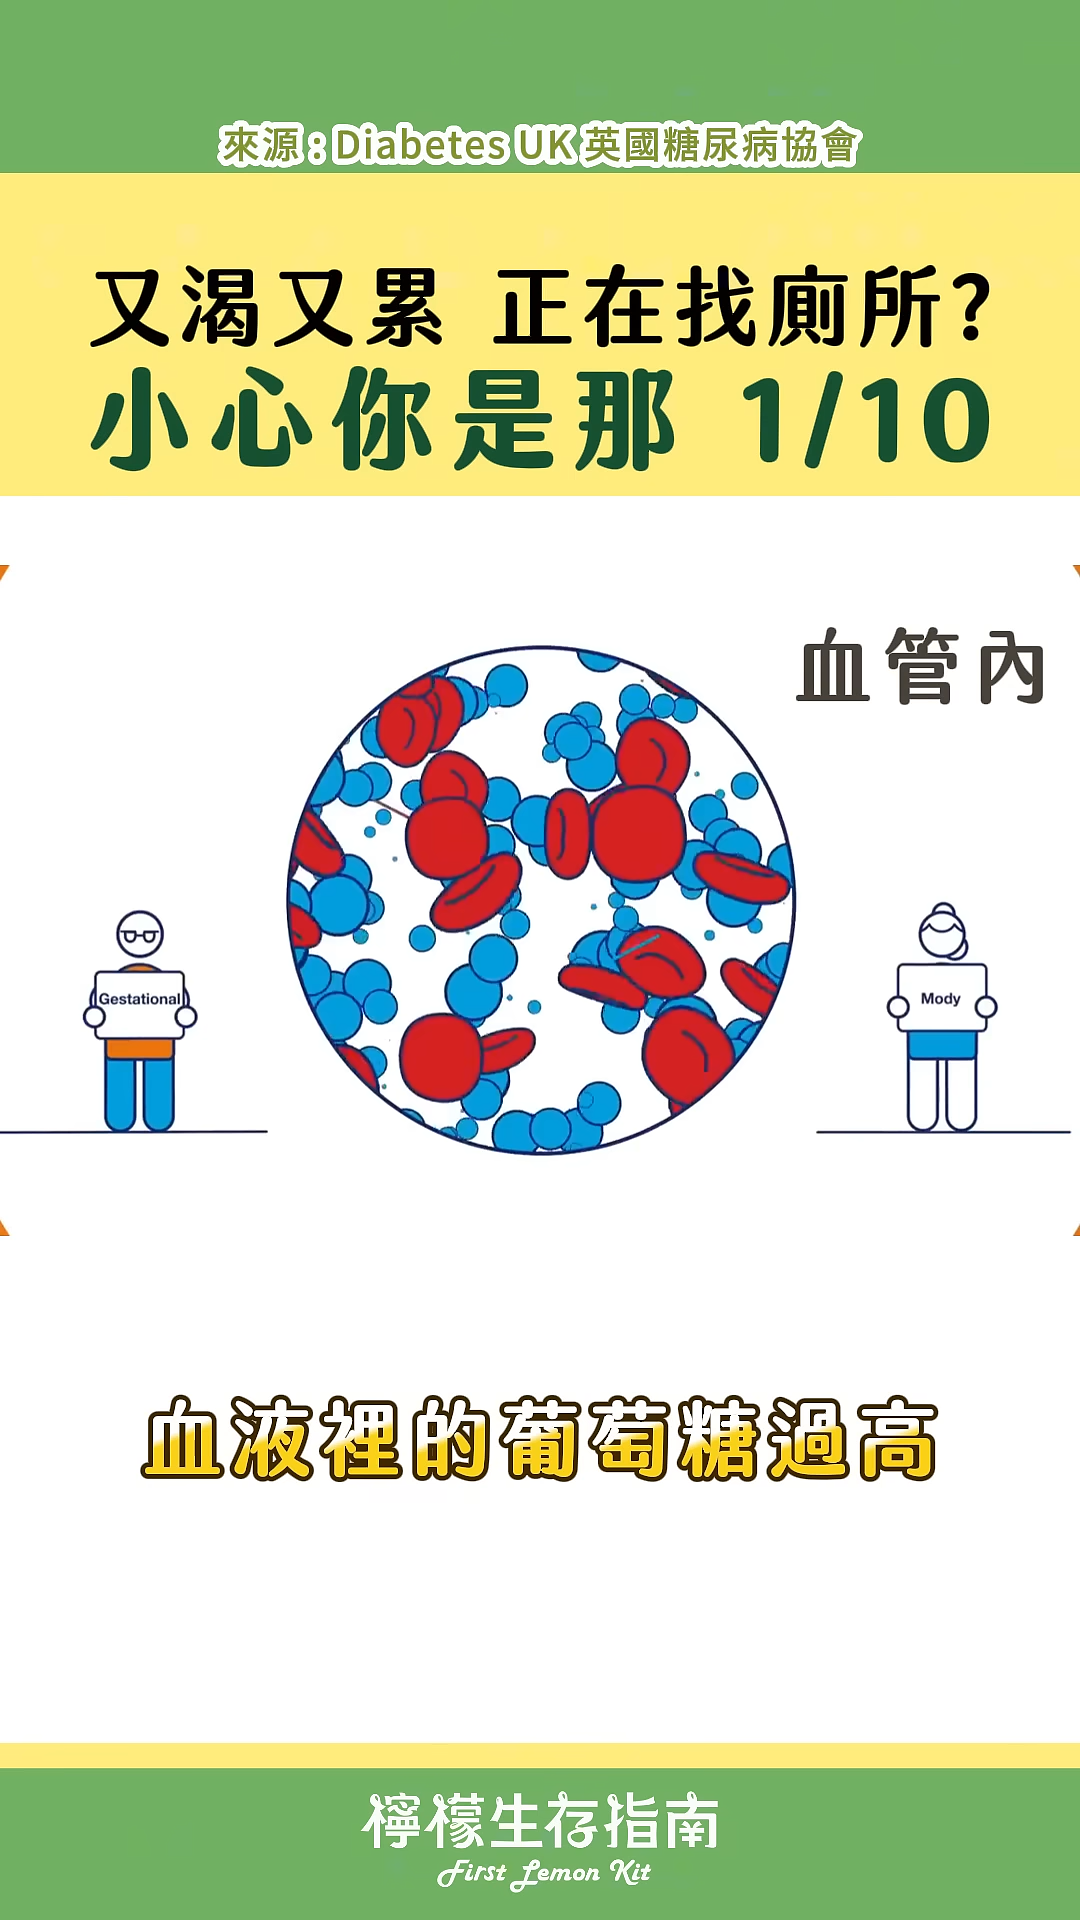 來源 : Diabetes UK 英國糖尿病協會
又渴又累 正在找廁所?
小心你是那 1/10
血管內
Gestational
Mody
血液裡的葡萄糖過高
檸檬生存指南
First Lemon Kit